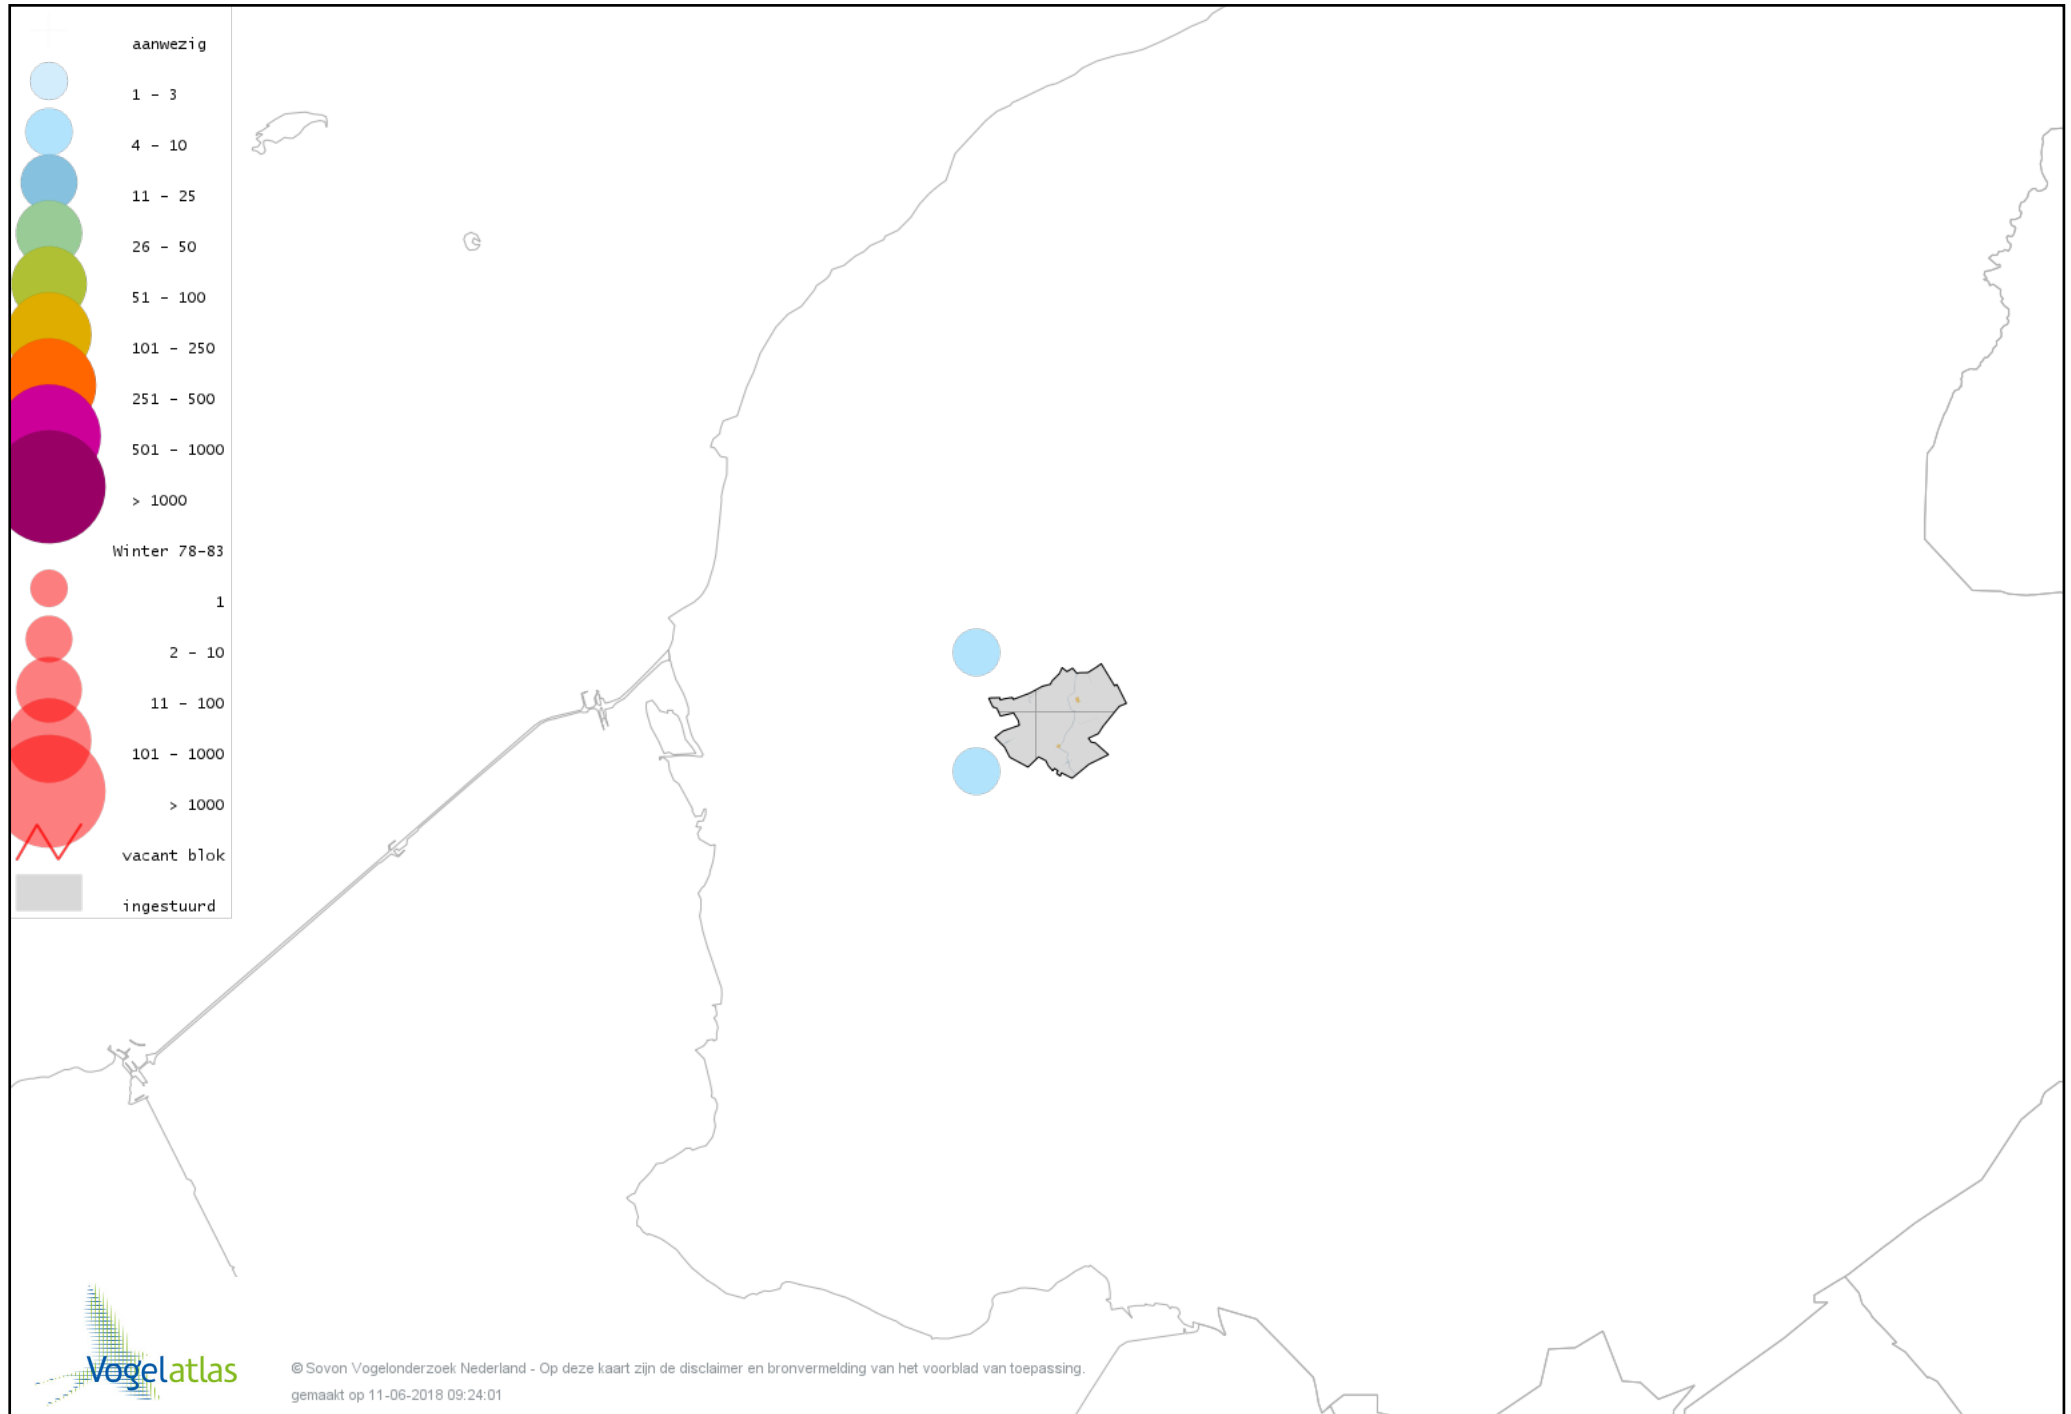 aanwezig
1 - 3
4 - 10
11 - 25
26 - 50
51 - 100
101 - 250
251 - 500
501 - 1000
> 1000
Winter 78-83
1
2 - 10
11 - 100
101 - 1000
> 1000
vacant blok
ingestuurd
Vogelatlas
© Sovon Vogelonderzoek Nederland - Op deze kaart zijn de disclaimer en bronvermelding van het voorblad van toepassing.
gemaakt op 11-06-2018 09:24:01